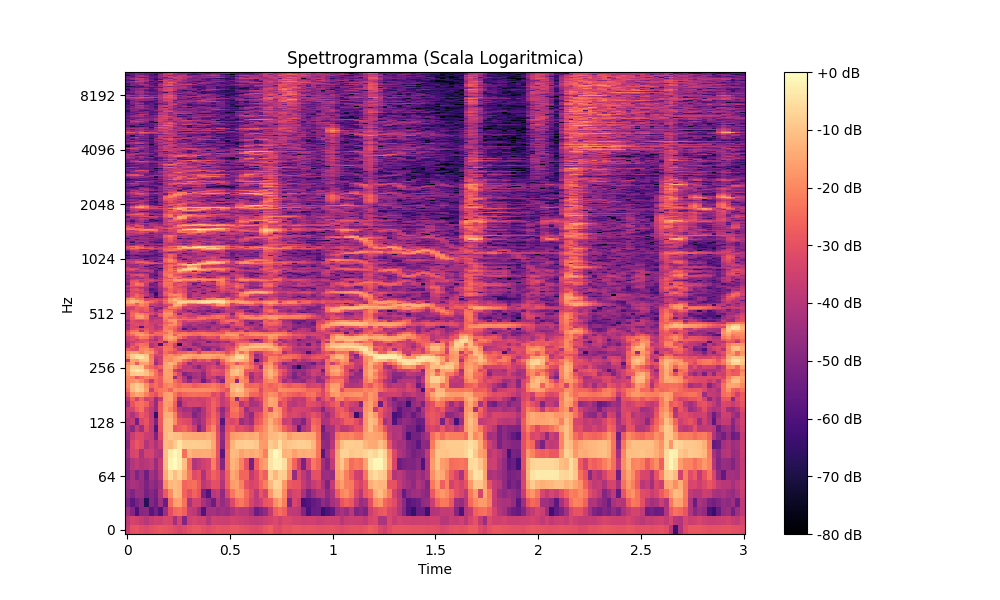 Spettrogramma (Scala Logaritmica)
Hz
8192
4096
2048
1024
512
256
128
64
0
0 0.5 1 1.5 2 2.5 3
Time
+0 dB
-10 dB
-20 dB
-30 dB
-40 dB
-50 dB
-60 dB
-70 dB
-80 dB